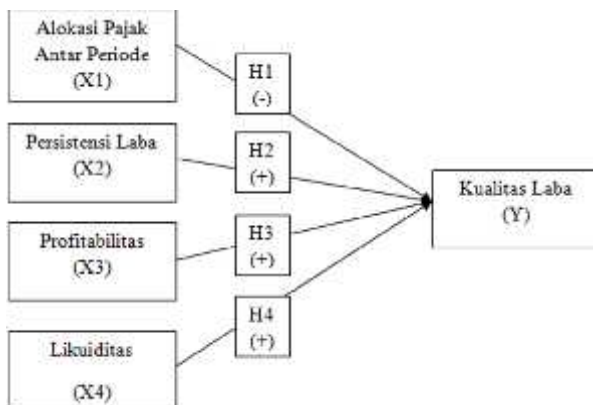 Alokasi Pajak
Antar Periode
(X1)
H1
(-)
Persistensi Laba
(X2)
H2
(+)
Kualitas Laba
(Y)
Profitabilitas
(X3)
H3
(+)
Likuiditas
(X4)
H4
(+)